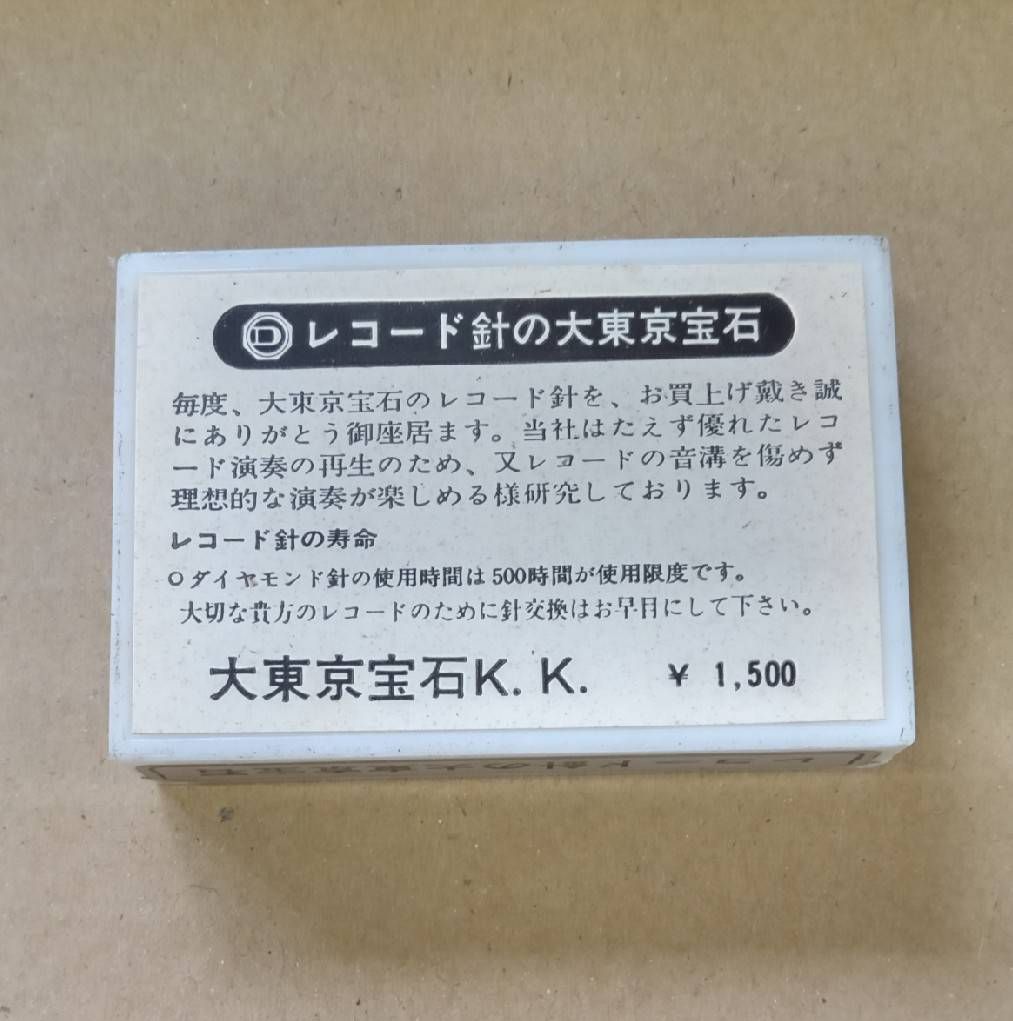 D レコード針の大東京宝石
毎度、大東京宝石のレコード針を、お買上げ戴き誠
にありがとう御座居ます。当社はたえず優れたレコ
ード演奏の再生のため、又レコードの音溝を傷めず
理想的な演奏が楽しめる様研究しております。
レコード針の寿命
○ダイヤモンド針の使用時間は500時間が使用限度です。
大切な貴方のレコードのために針交換はお早目にして下さい。
大東京宝石K.K. ¥ 1,500